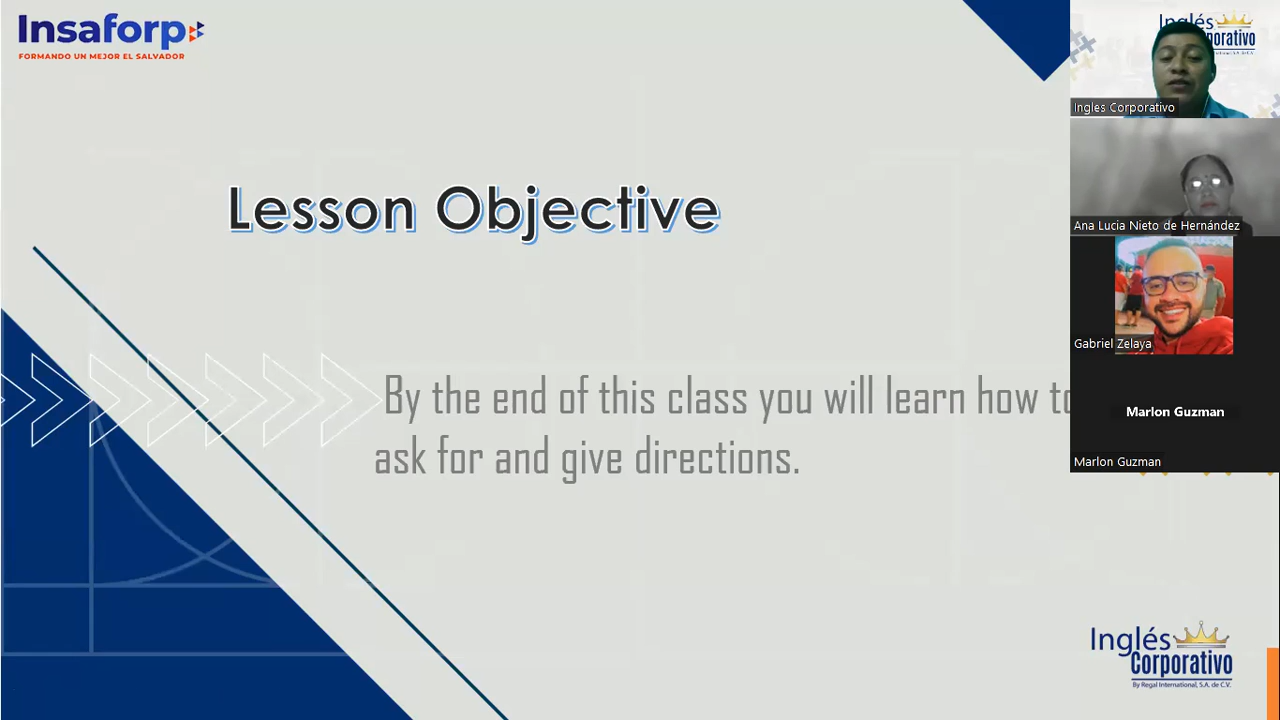 Insaforp
FORMANDO UN MEJOR EL SALVADOR
Lesson Objective
By the end of this class you will learn how to
ask for and give directions.
Inglés
Ingles Corporativo
Ana Lucia Nieto de Hernández
Gabriel Zelaya
Marlon Guzman
Marlon Guzman
Inglés
Corporativo
By Regal International, S.A. de C.V.